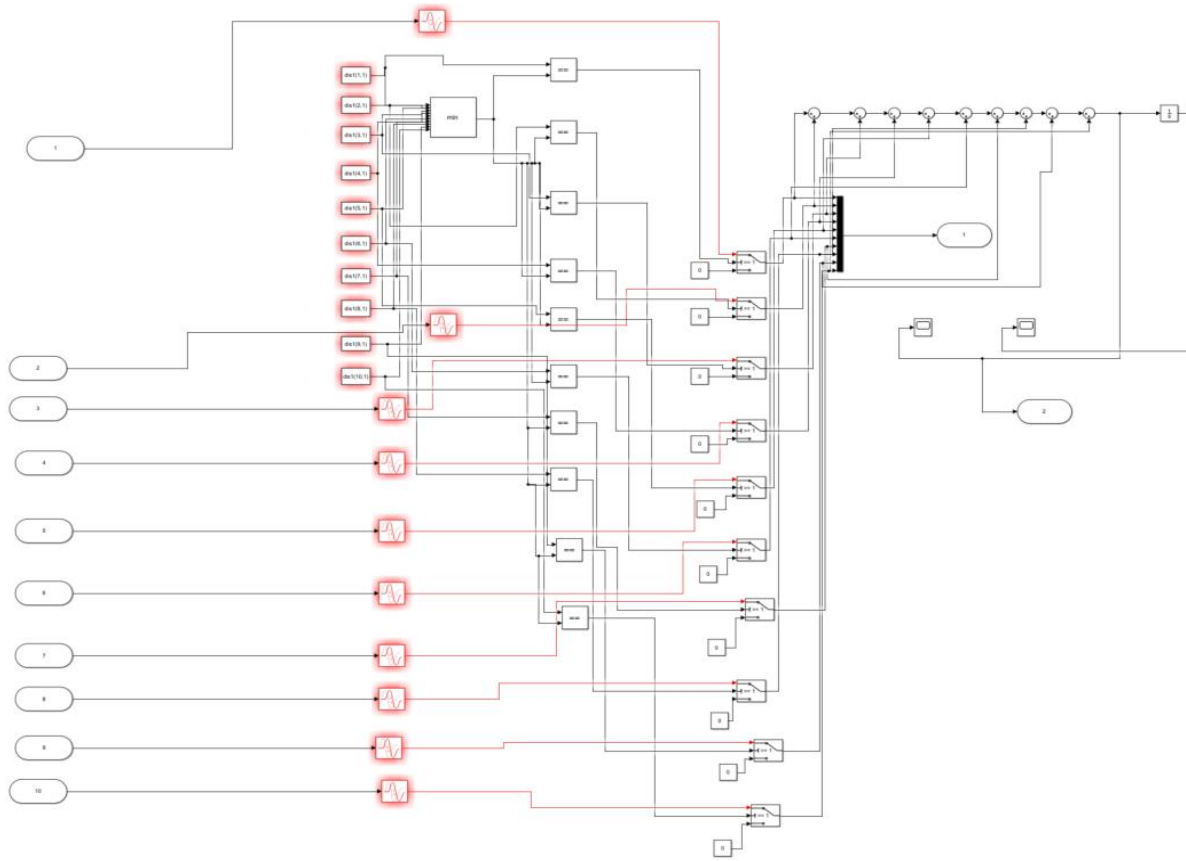 1
dis1(1,1)
dis1(2,1)
dis1(3,1)
dis1(4,1)
dis1(5,1)
dis1(6,1)
dis1(7,1)
dis1(8,1)
dis1(9,1)
dis1(10,1)
min
==
==
==
==
==
==
==
==
==
==
2
3
4
5
6
7
8
9
10
0
0
0
0
0
0
0
0
0
0
1
2